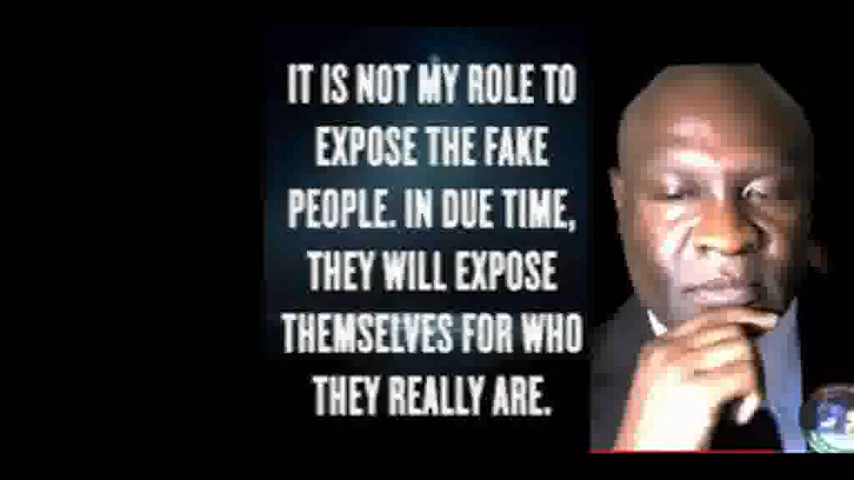 IT IS NOT MY ROLE TO
EXPOSE THE FAKE
PEOPLE. IN DUE TIME,
THEY WILL EXPOSE
THEMSELVES FOR WHO
THEY REALLY ARE.